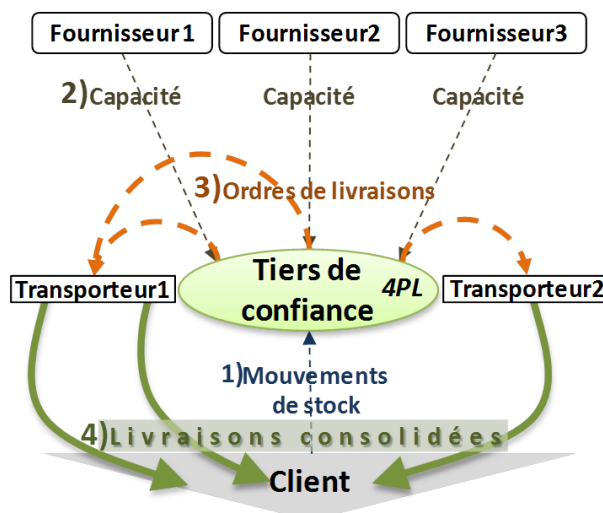 Fournisseur1 Fournisseur2 Fournisseur3
2)Capacité Capacité Capacité
3)Ordres de livraisons
Tiers de
confiance 4PL
Transporteur1 Transporteur2
1)Mouvements
de stock
4)Livraisons consolidées
Client